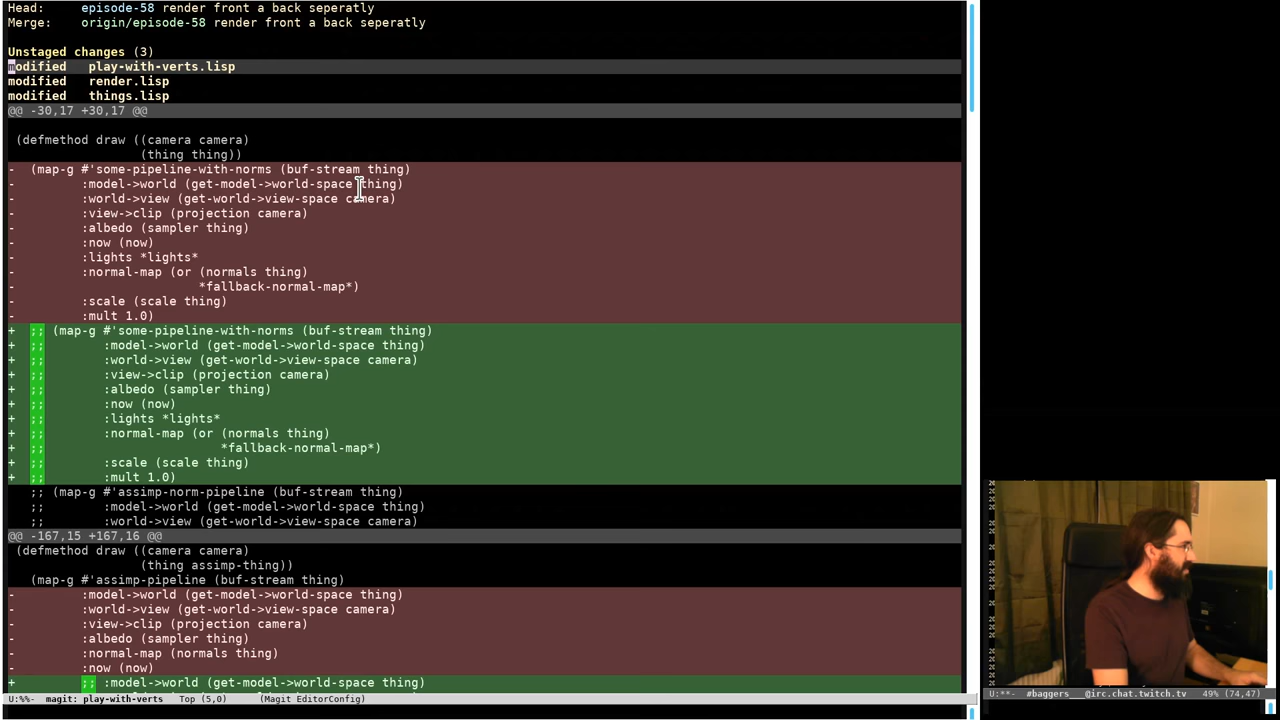 Head:     episode-58 render front a back seperatly
Merge:    origin/episode-58 render front a back seperatly
Unstaged changes (3)
modified   play-with-verts.lisp
modified   render.lisp
modified   things.lisp
@@ -30,17 +30,17 @@
 (defmethod draw ((camera camera)
                  (thing thing))
-  (map-g #'some-pipeline-with-norms (buf-stream thing)
-         :model->world (get-model->world-space thing)
-         :world->view (get-world->view-space camera)
-         :view->clip (projection camera)
-         :albedo (sampler thing)
-         :now (now)
-         :lights *lights*
-         :normal-map (or (normals thing)
-                         *fallback-normal-map*)
-         :scale (scale thing)
-         :mult 1.0)
+  ;; (map-g #'some-pipeline-with-norms (buf-stream thing)
+  ;;        :model->world (get-model->world-space thing)
+  ;;        :world->view (get-world->view-space camera)
+  ;;        :view->clip (projection camera)
+  ;;        :albedo (sampler thing)
+  ;;        :now (now)
+  ;;        :lights *lights*
+  ;;        :normal-map (or (normals thing)
+  ;;                        *fallback-normal-map*)
+  ;;        :scale (scale thing)
+  ;;        :mult 1.0)
   ;; (map-g #'assimp-norm-pipeline (buf-stream thing)
   ;;        :model->world (get-model->world-space thing)
   ;;        :world->view (get-world->view-space camera)
@@ -167,15 +167,16 @@
 (defmethod draw ((camera camera)
                  (thing assimp-thing))
   (map-g #'assimp-pipeline (buf-stream thing)
-         :model->world (get-model->world-space thing)
-         :world->view (get-world->view-space camera)
-         :view->clip (projection camera)
-         :albedo (sampler thing)
-         :normal-map (normals thing)
-         :now (now)
+         ;; :model->world (get-model->world-space thing)
U:%%-  magit: play-with-verts   Top (5,0)      (Magit EditorConfig)
U:**-  #baggers___@irc.chat.twitch.tv   49% (74,47)